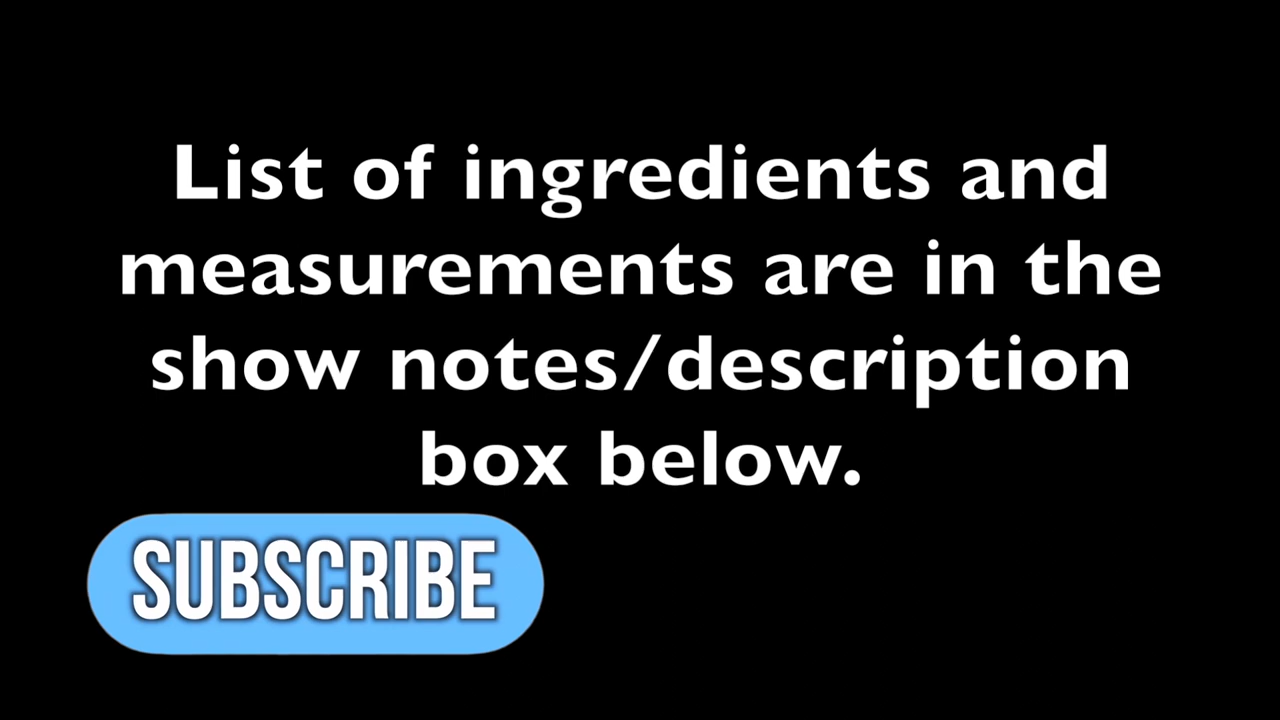 List of ingredients and
measurements are in the
show notes/description
box below.
SUBSCRIBE